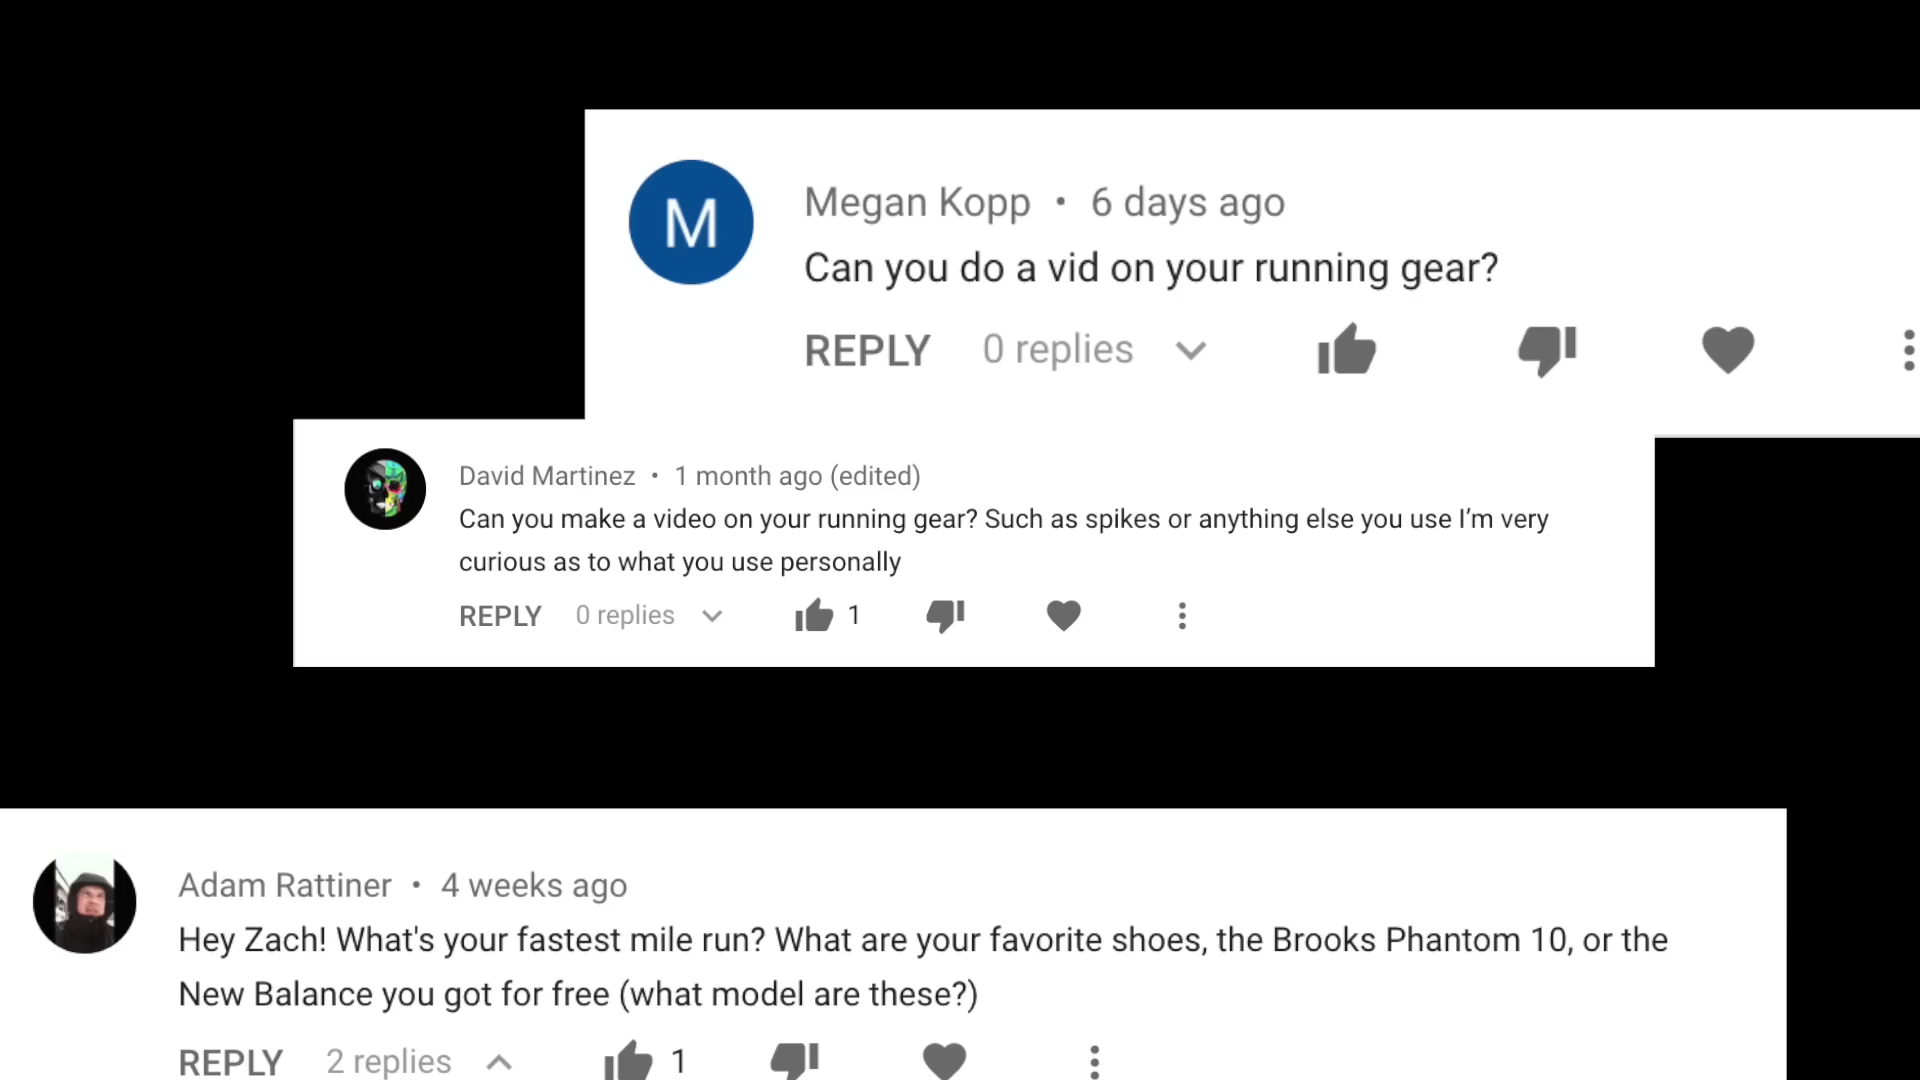 M
Megan Kopp • 6 days ago
Can you do a vid on your running gear?
REPLY 0 replies
David Martinez • 1 month ago (edited)
Can you make a video on your running gear? Such as spikes or anything else you use I’m very
curious as to what you use personally
REPLY 0 replies 1
Adam Rattiner • 4 weeks ago
Hey Zach! What's your fastest mile run? What are your favorite shoes, the Brooks Phantom 10, or the
New Balance you got for free (what model are these?)
REPLY 2 replies 1